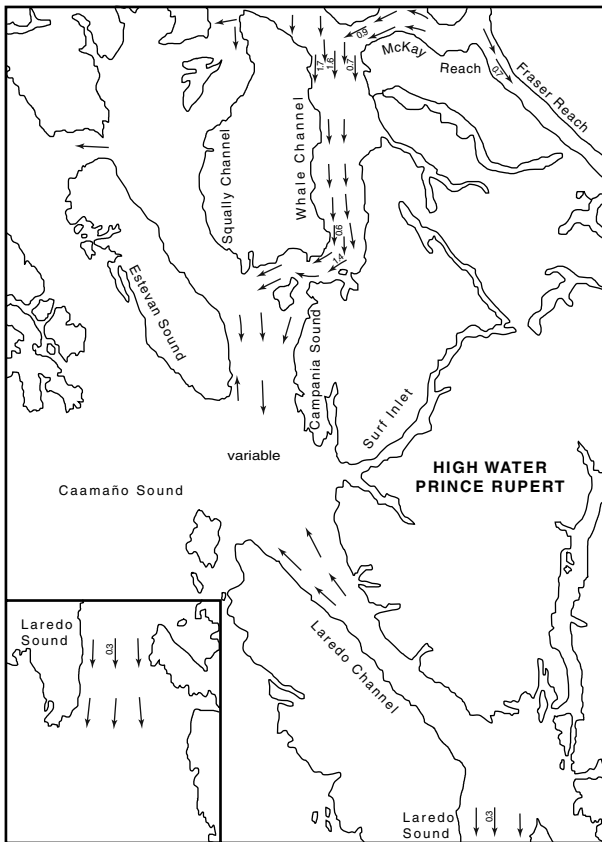 0.9
McKay
Reach
Fraser Reach
0.7
1.7
1.6
0.7
Squally Channel
Whale Channel
0.6
1.4
Estevan Sound
Campania Sound
Surf Inlet
variable
HIGH WATER
PRINCE RUPERT
Caamaño Sound
Laredo
Sound
0.3
Laredo Channel
Laredo
Sound
0.3